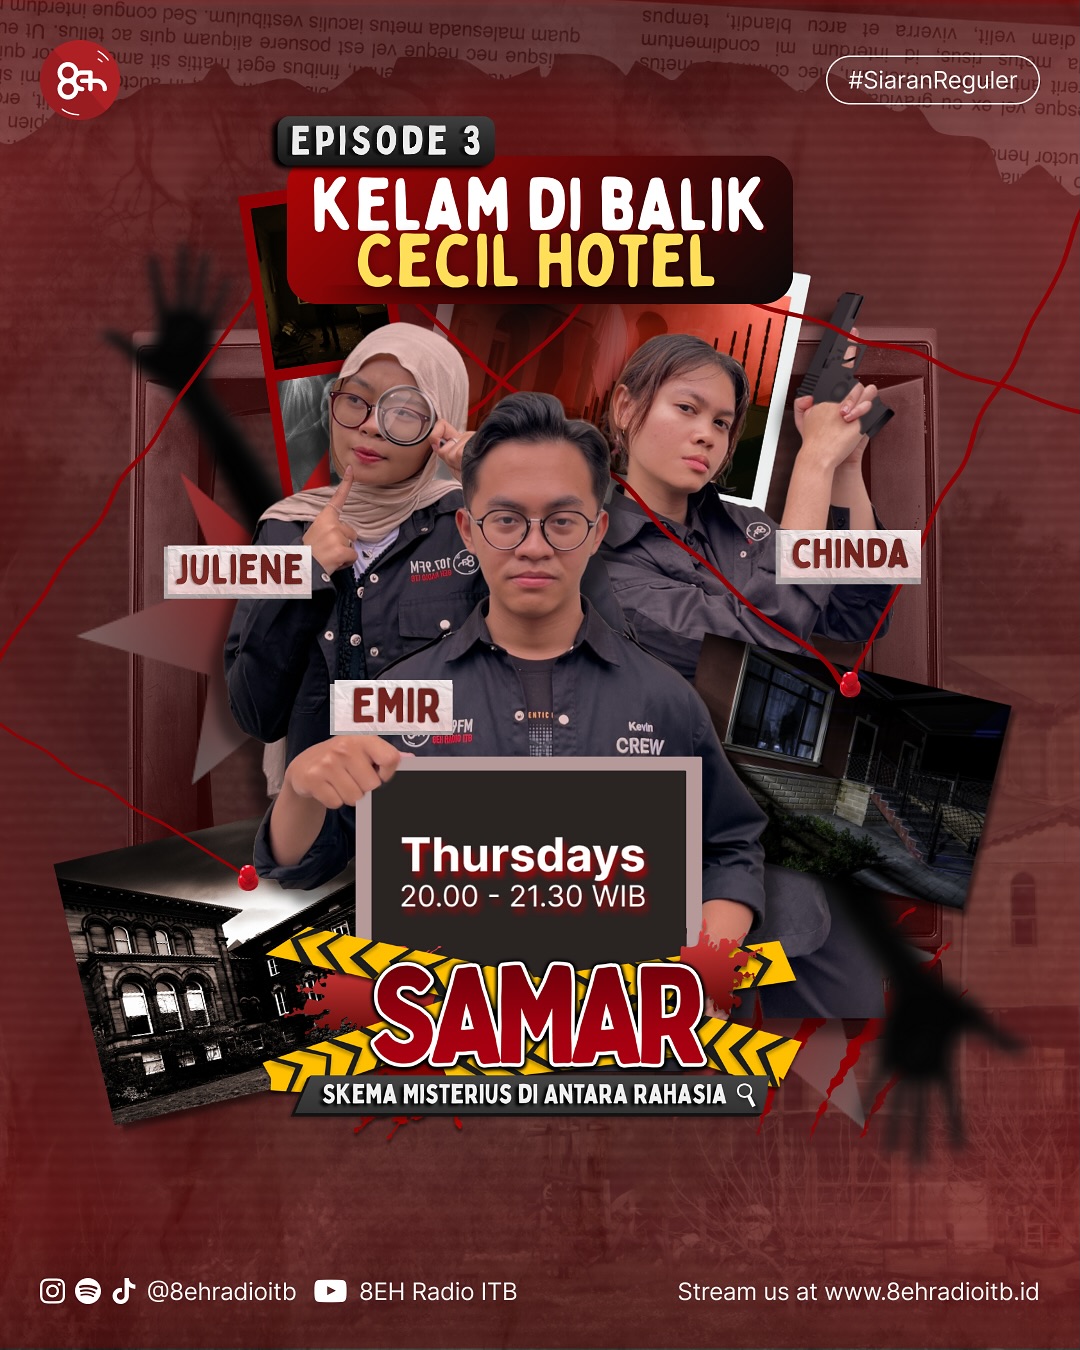 8EH
#SiaranReguler
EPISODE 3
KELAM DI BALIK
CECIL HOTEL
JULIENE
CHINDA
EMIR
Kevin
CREW
Thursdays
20.00 - 21.30 WIB
SAMAR
SKEMA MISTERIUS DI ANTARA RAHASIA
@8ehradioitb
8EH Radio ITB
Stream us at www.8ehradioitb.id